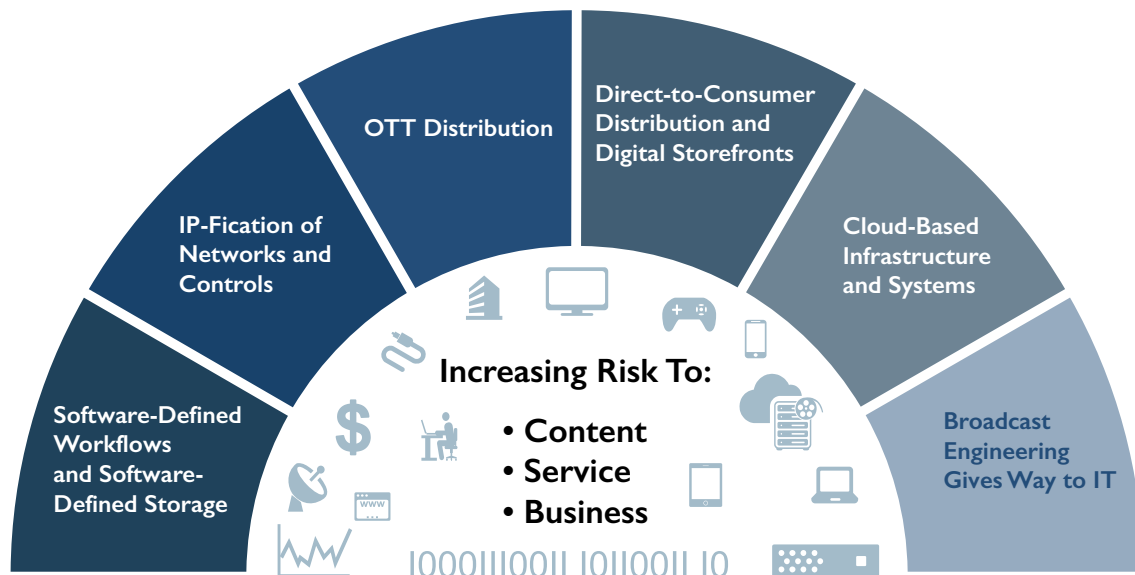 Software-Defined
Workflows
and Software-
Defined Storage
IP-Fication of
Networks and
Controls
OTT Distribution
Direct-to-Consumer
Distribution and
Digital Storefronts
Cloud-Based
Infrastructure
and Systems
Broadcast
Engineering
Gives Way to IT
Increasing Risk To:
• Content
• Service
• Business
WWW
10001110011 10110011 10